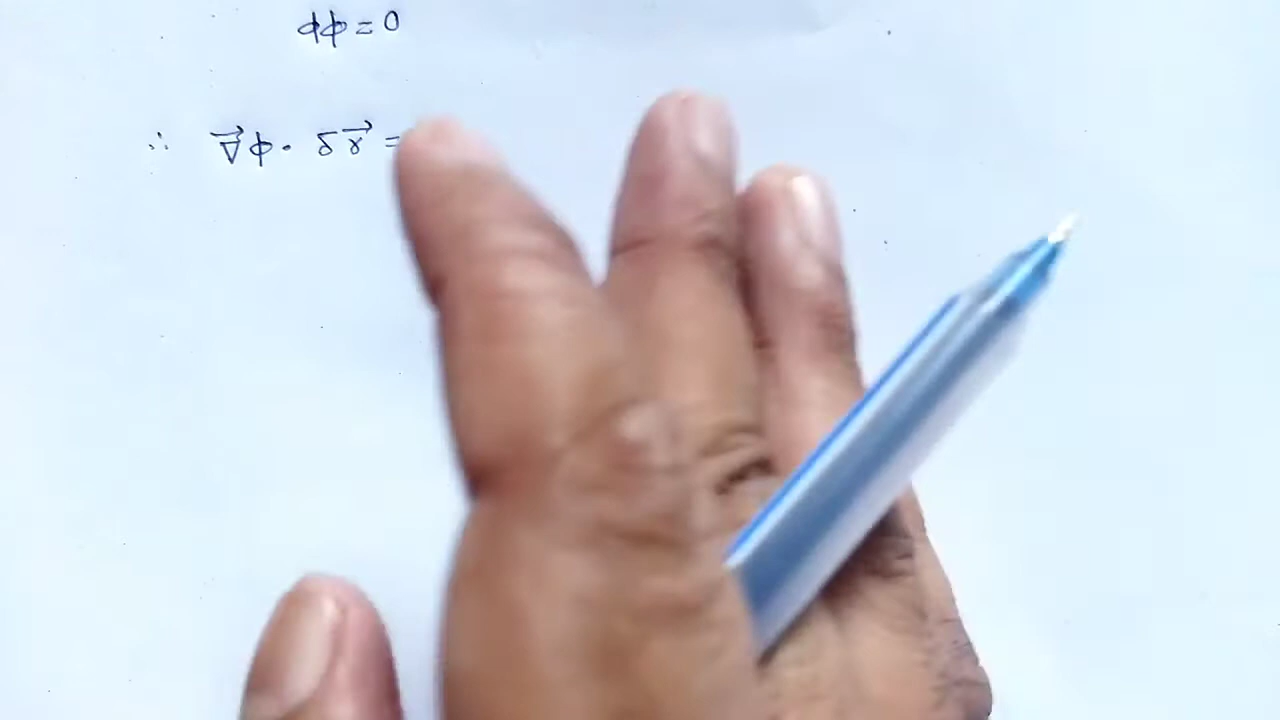 dϕ = 0
∴ ∇⃗ϕ · δr⃗ =